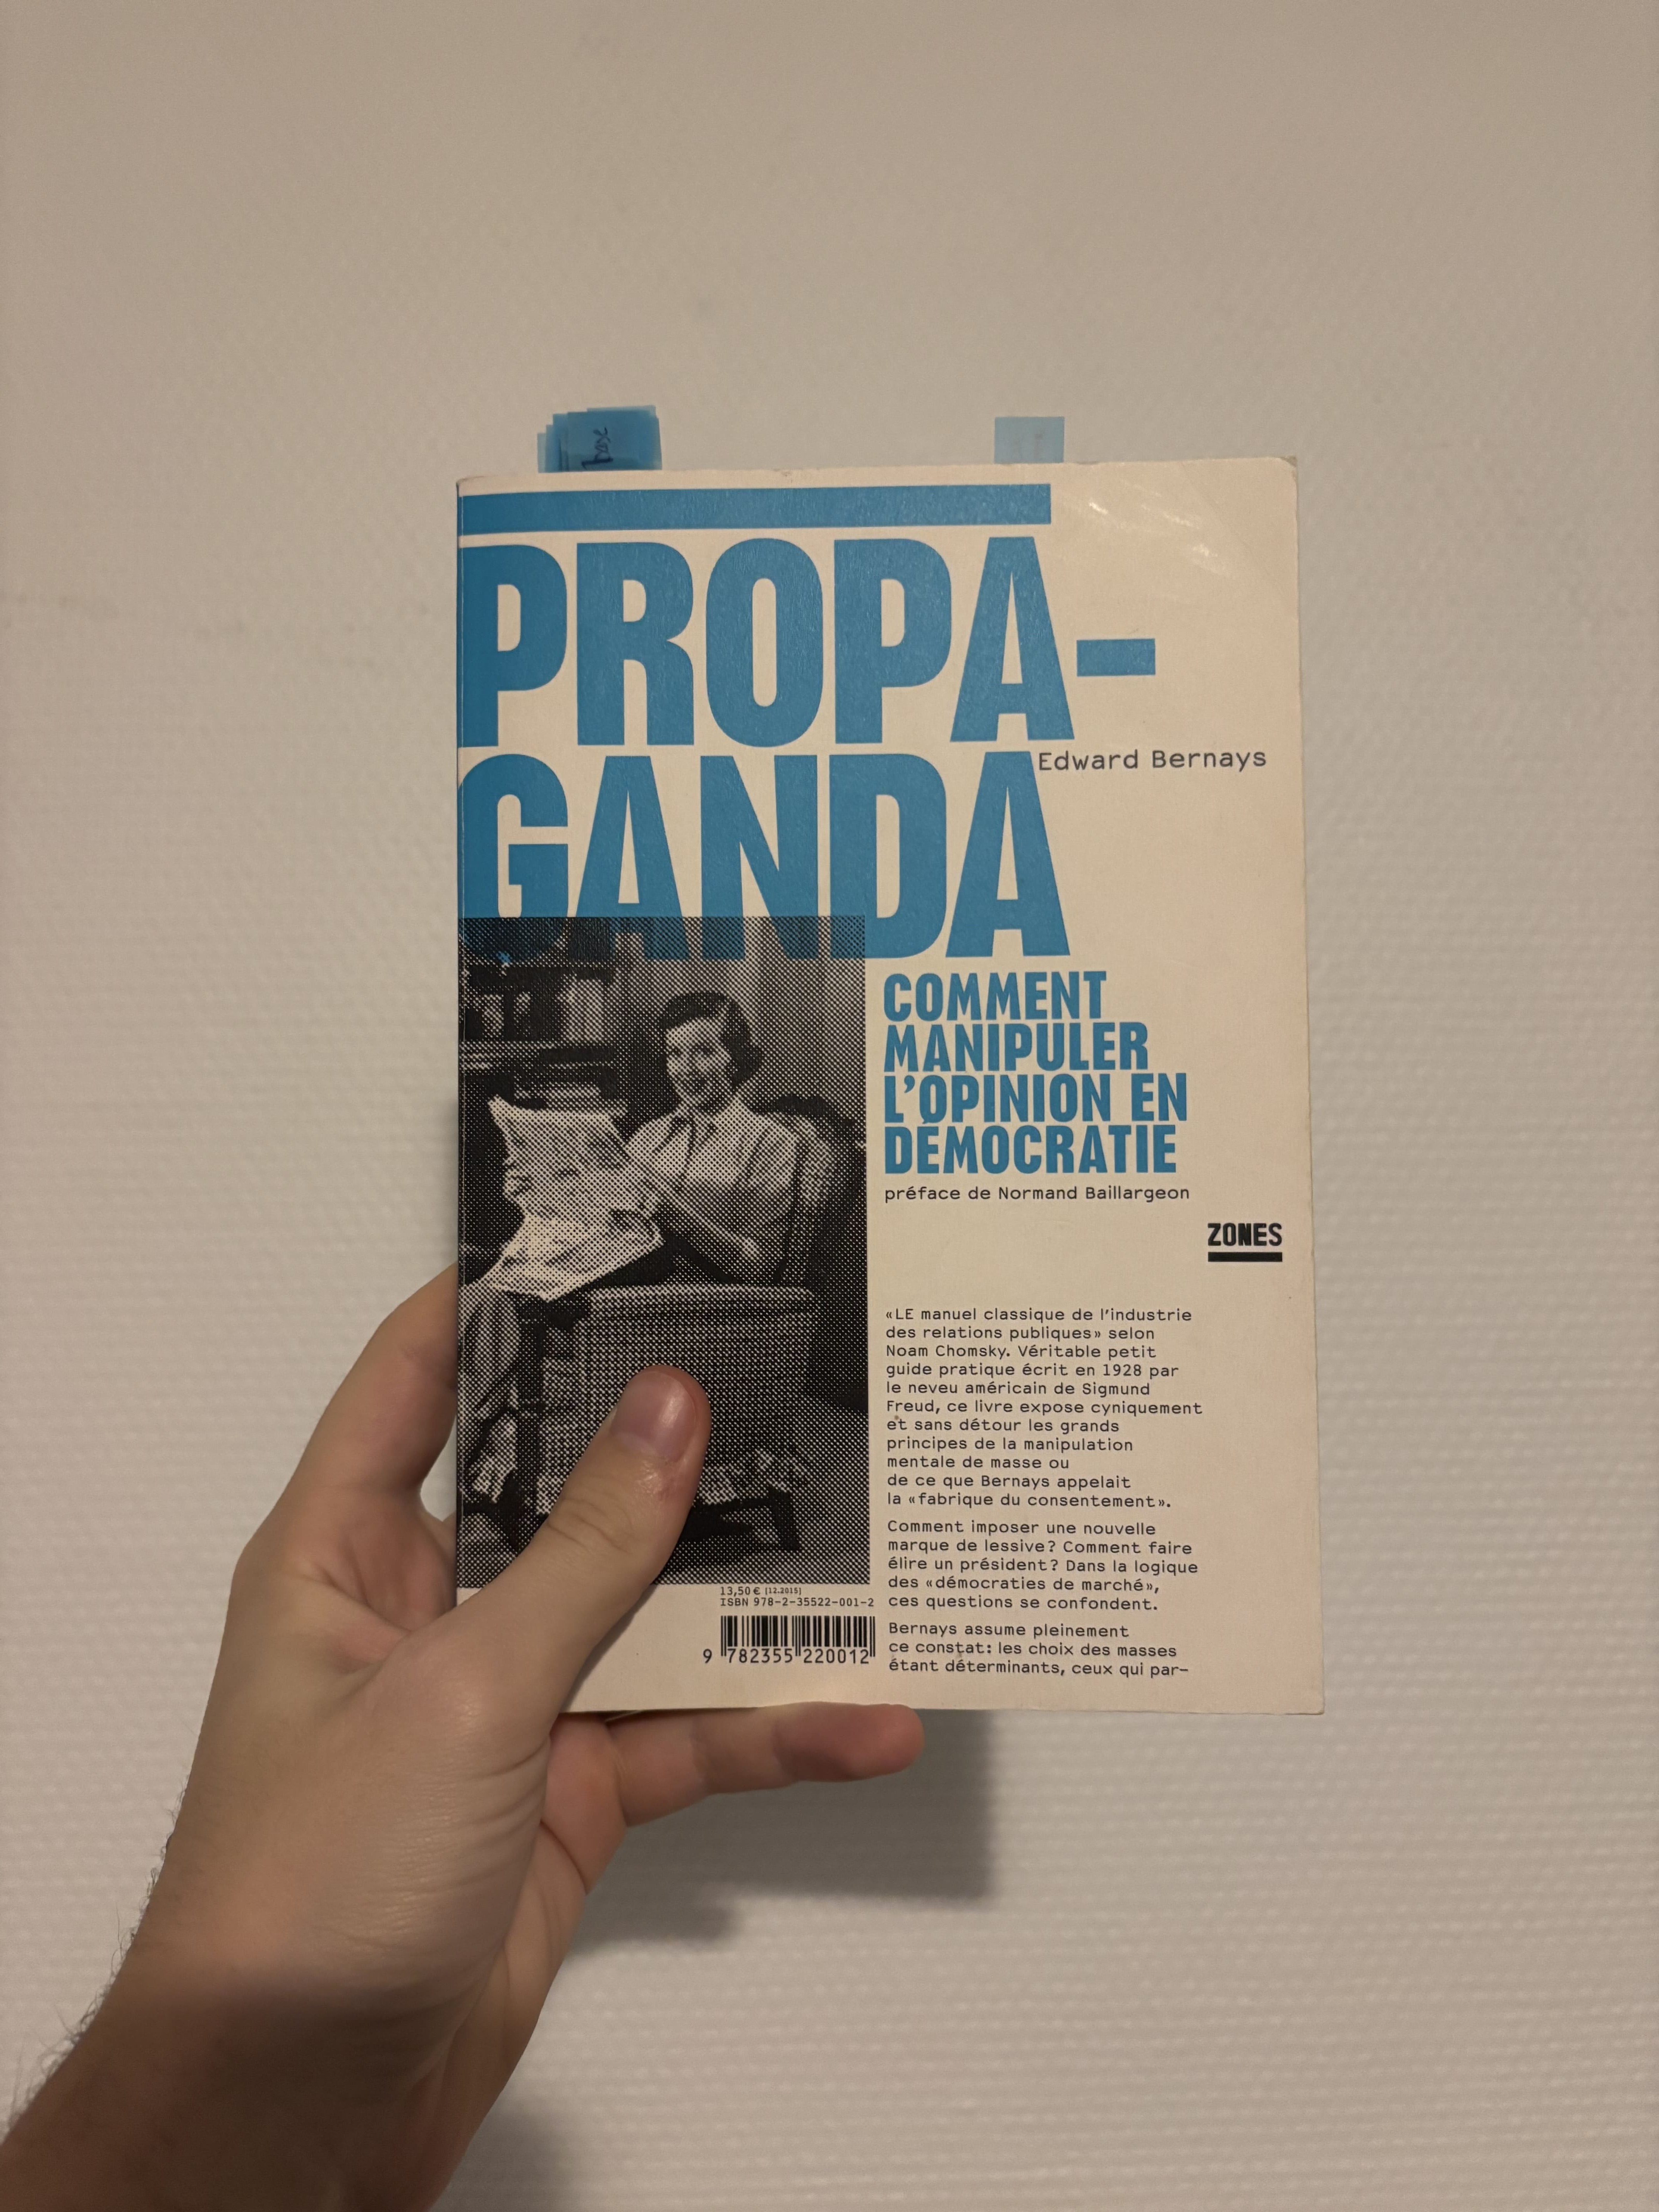 base
PROPA-
GANDA
Edward Bernays
COMMENT
MANIPULER
L'OPINION EN
DÉMOCRATIE
préface de Normand Baillargeon
ZONES
«LE manuel classique de l'industrie
des relations publiques» selon
Noam Chomsky. Véritable petit
guide pratique écrit en 1928 par
le neveu américain de Sigmund
Freud, ce livre expose cyniquement
et sans détour les grands
principes de la manipulation
mentale de masse ou
de ce que Bernays appelait
la «fabrique du consentement».
Comment imposer une nouvelle
marque de lessive? Comment faire
élire un président? Dans la logique
des «démocraties de marché»,
ces questions se confondent.
Bernays assume pleinement
ce constat: les choix des masses
étant déterminants, ceux qui par-
13,50 € [12.2015]
ISBN 978-2-35522-001-2
9 782355 220012